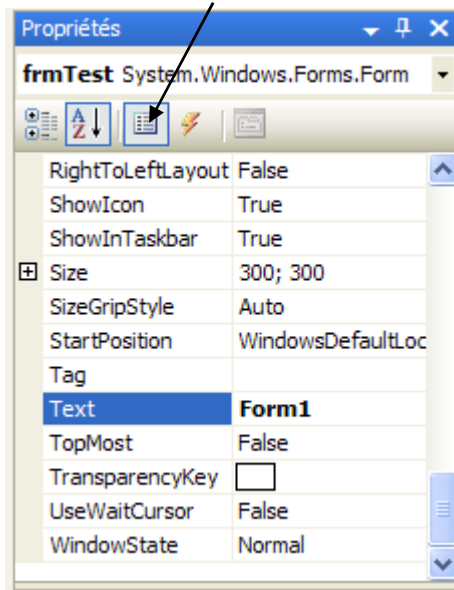 Propriétés
frmTest System.Windows.Forms.Form
A
Z
RightToLeftLayout False
ShowIcon True
ShowInTaskbar True
Size 300; 300
SizeGripStyle Auto
StartPosition WindowsDefaultLoc
Tag
Text Form1
TopMost False
TransparencyKey
UseWaitCursor False
WindowState Normal